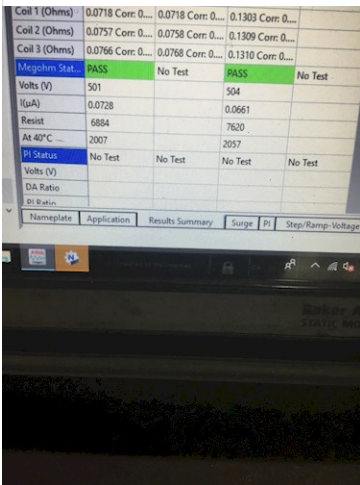 Coil 1 (Ohms) 0.0718 Corr: 0.... 0.0718 Corr: 0.... 0.1303 Corr: 0....
Coil 2 (Ohms) 0.0757 Corr: 0.... 0.0758 Corr: 0.... 0.1309 Corr: 0....
Coil 3 (Ohms) 0.0766 Corr: 0.... 0.0768 Corr: 0.... 0.1310 Corr: 0....
Megohm Stat... PASS No Test PASS No Test
Volts (V) 501 504
I(µA) 0.0728 0.0661
Resist 6884 7620
At 40°C 2007 2057
PI Status No Test No Test No Test No Test
Volts (V)
DA Ratio
PI Ratio
Nameplate Application Results Summary Surge PI Step/Ramp-Voltage
Baker
STATIC